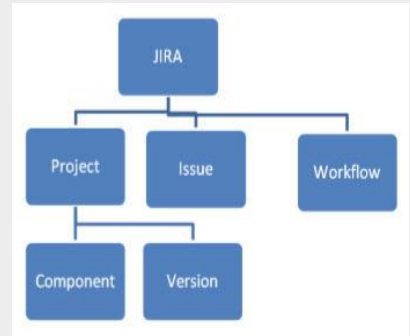 JIRA
Project
Issue
Workflow
Component
Version